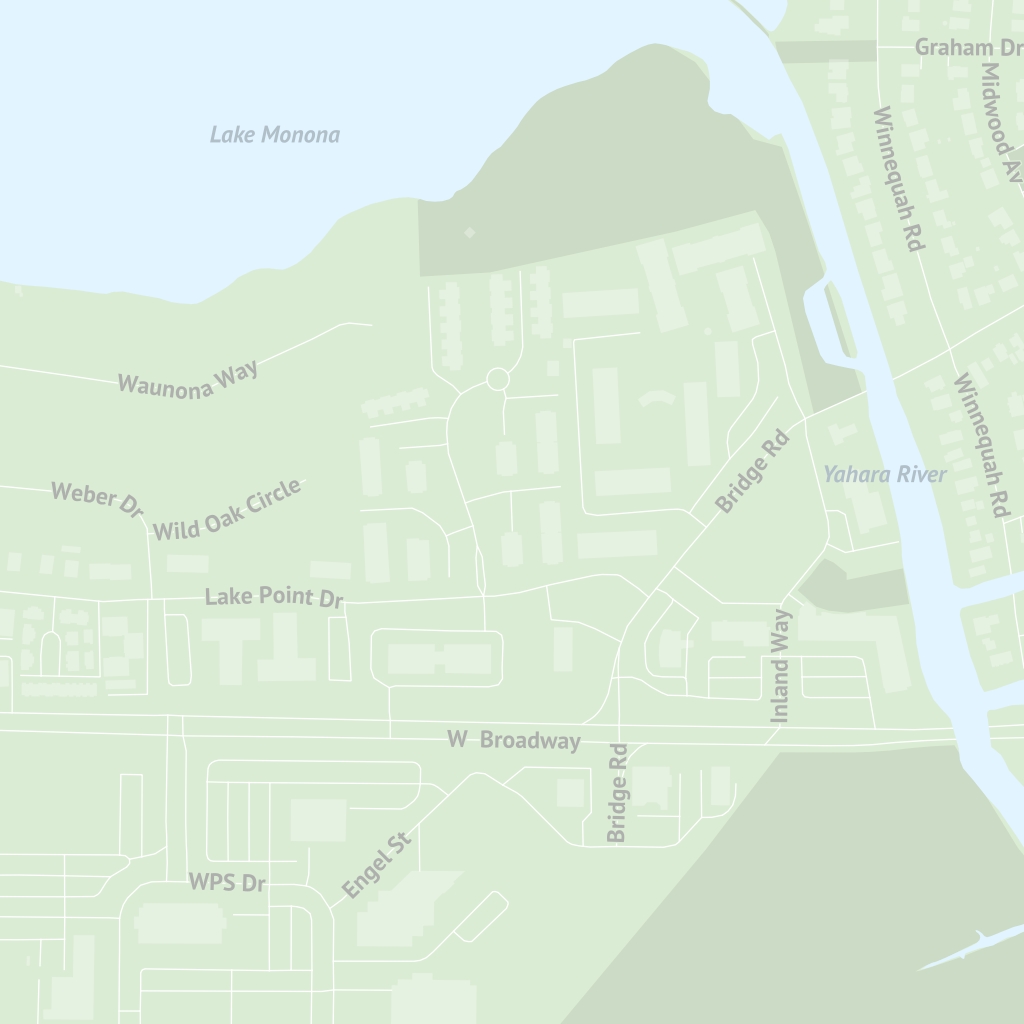 Graham Dr
Midwood Av
Lake Monona
Winnequah Rd
Waunona Way
Winnequah Rd
Bridge Rd
Yahara River
Weber Dr
Wild Oak Circle
Lake Point Dr
Inland Way
W Broadway
Bridge Rd
Engel St
WPS Dr